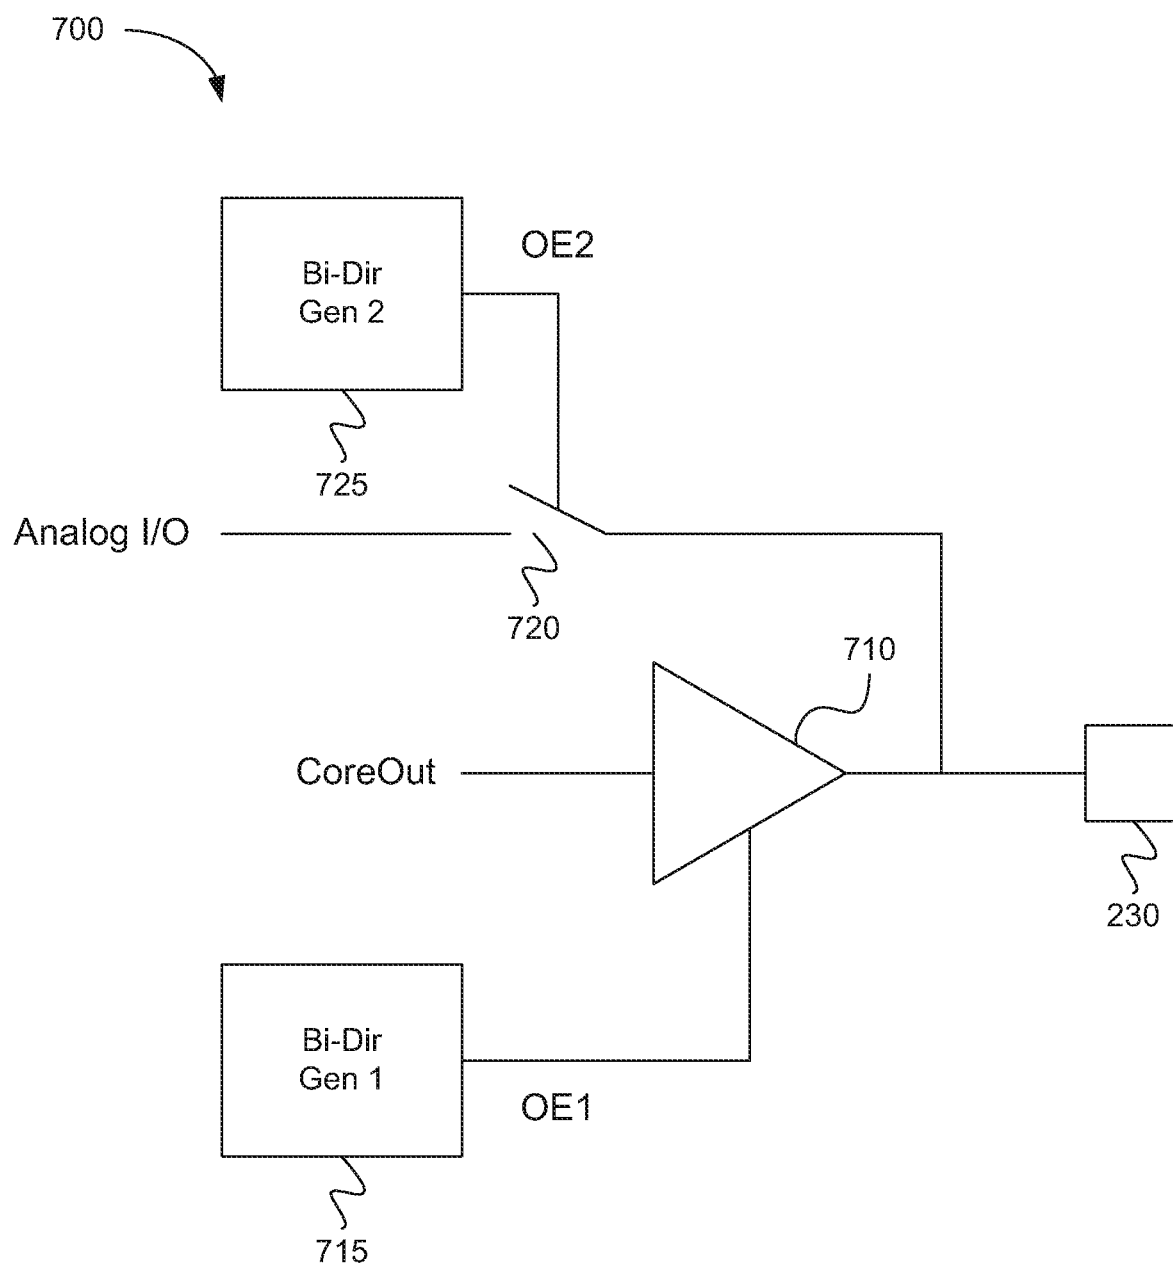 700
OE2
Bi-Dir
Gen 2
725
Analog I/O
720
710
CoreOut
230
Bi-Dir
Gen 1
OE1
715